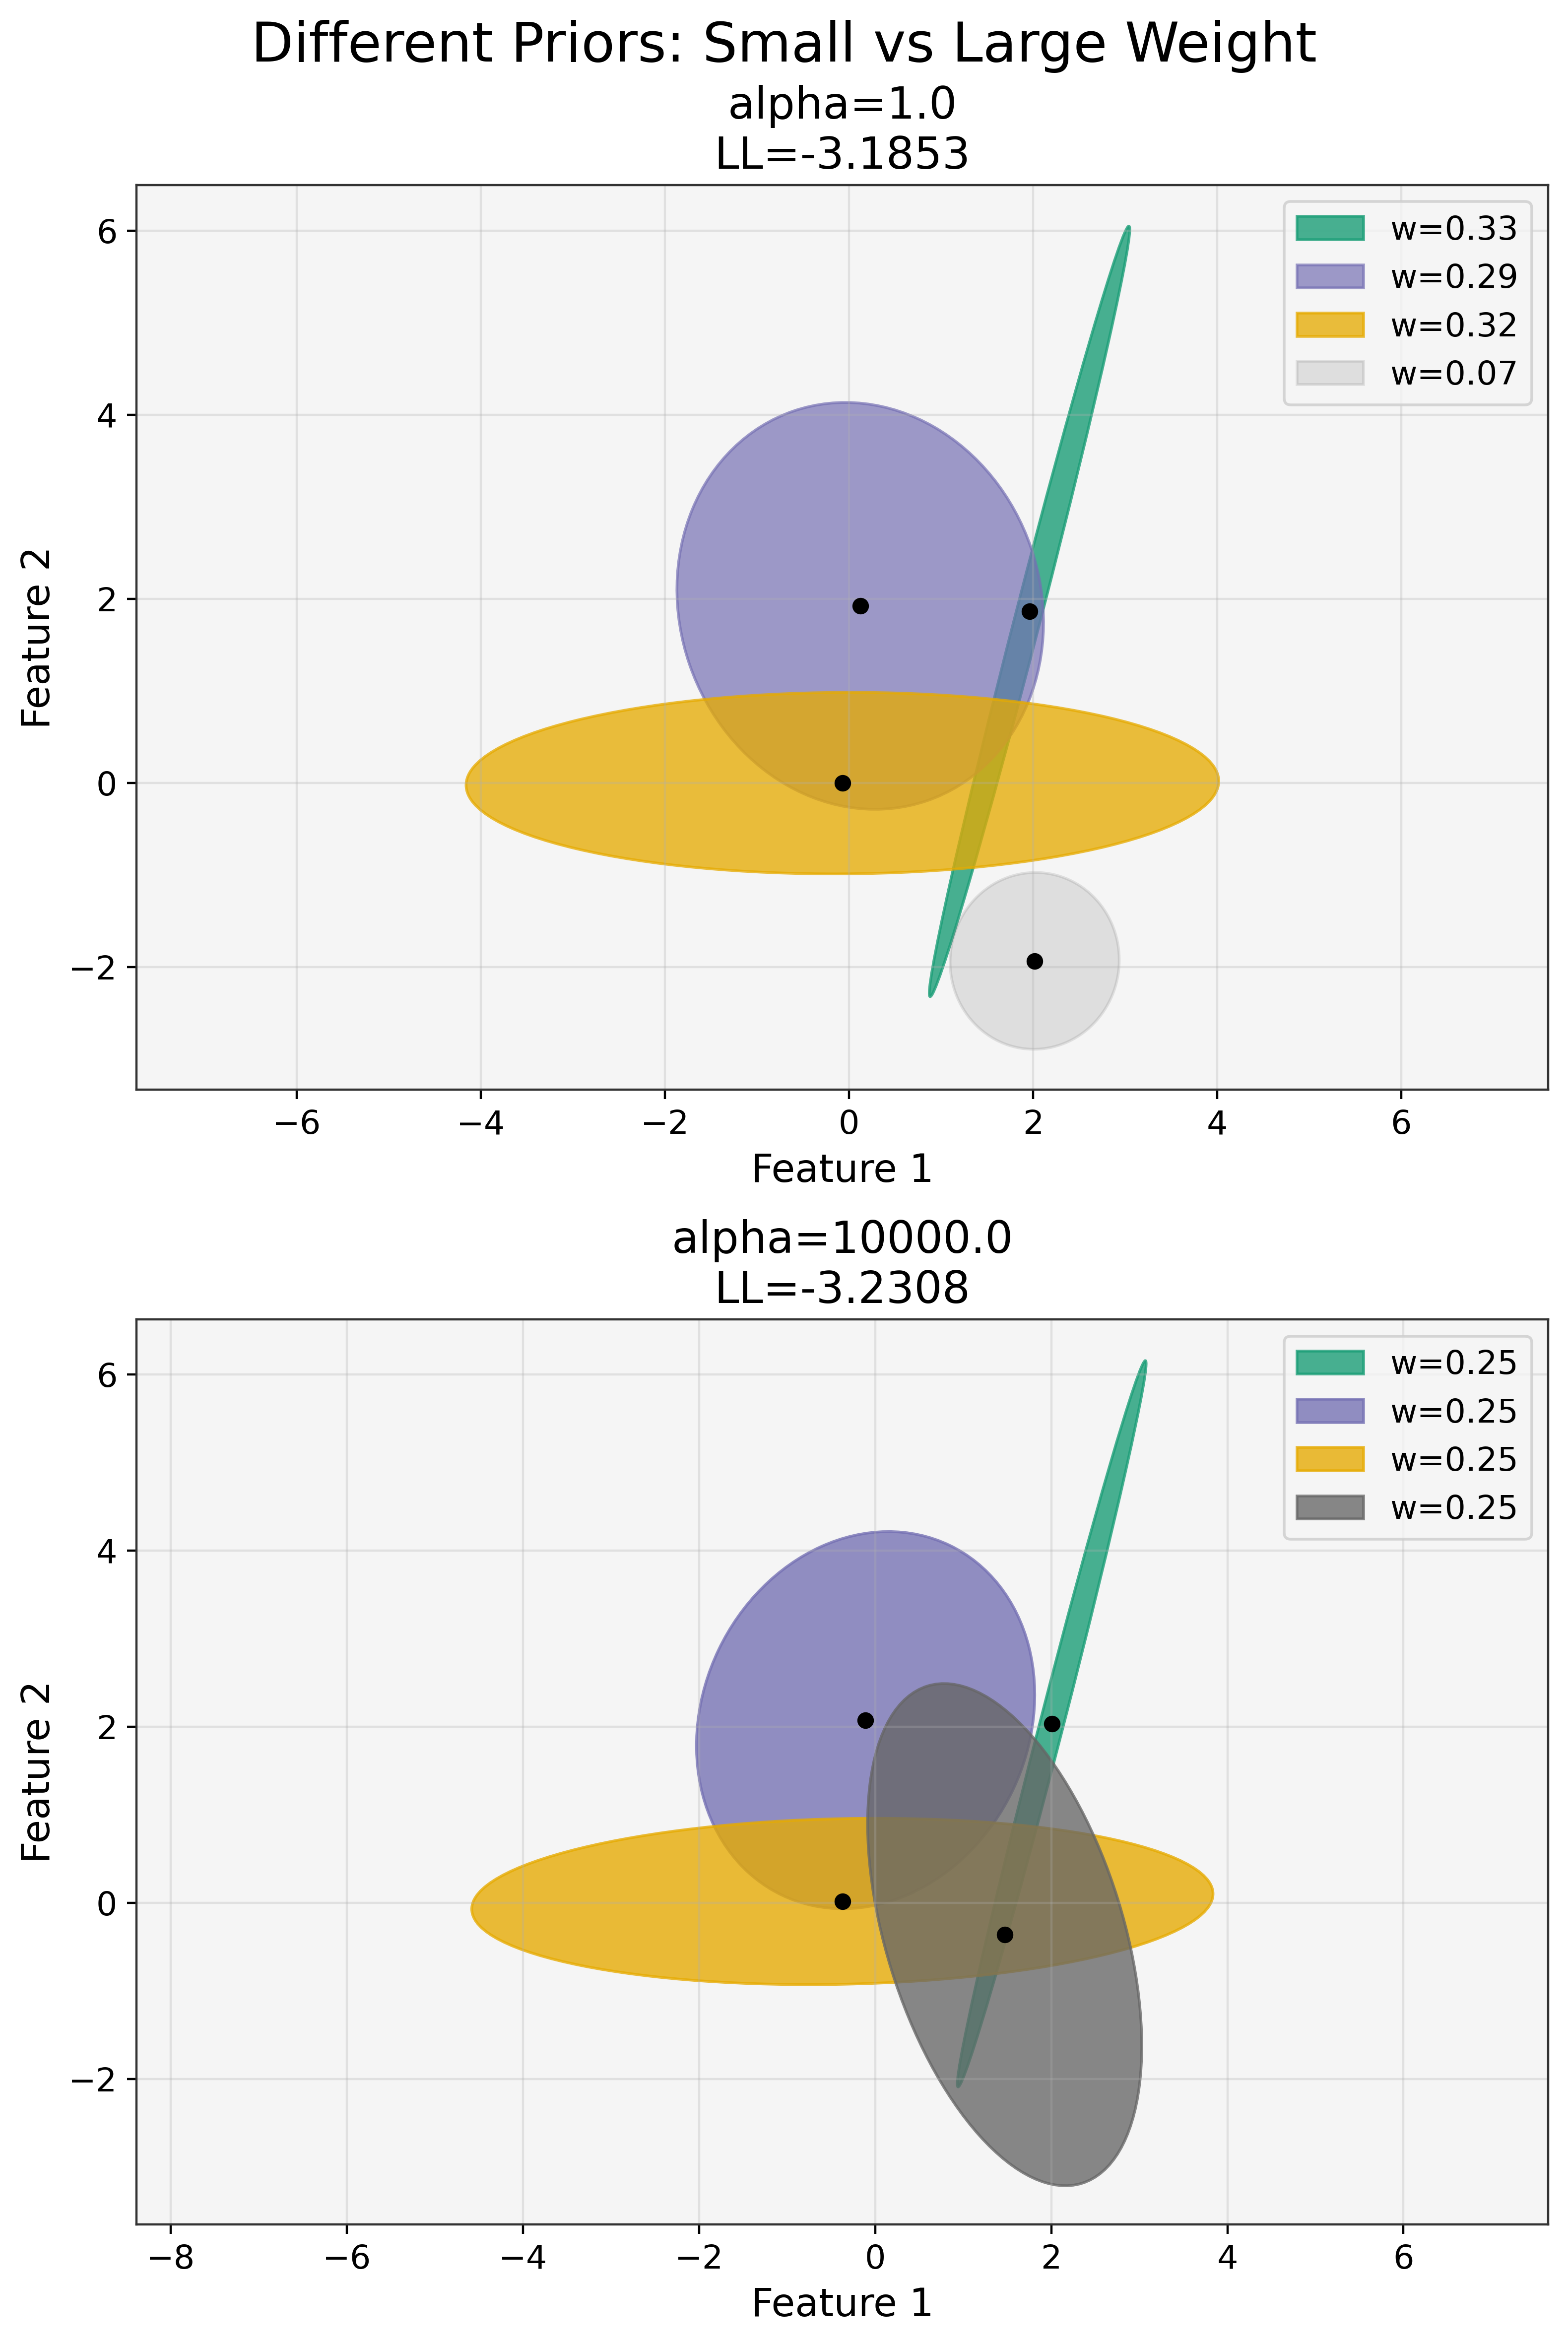 Different Priors: Small vs Large Weight
alpha=1.0
LL=-3.1853
w=0.33
w=0.29
w=0.32
w=0.07
6
4
2
0
−2
Feature 2
−6 −4 −2 0 2 4 6
Feature 1
alpha=10000.0
LL=-3.2308
w=0.25
w=0.25
w=0.25
w=0.25
6
4
2
0
−2
Feature 2
−8 −6 −4 −2 0 2 4 6
Feature 1